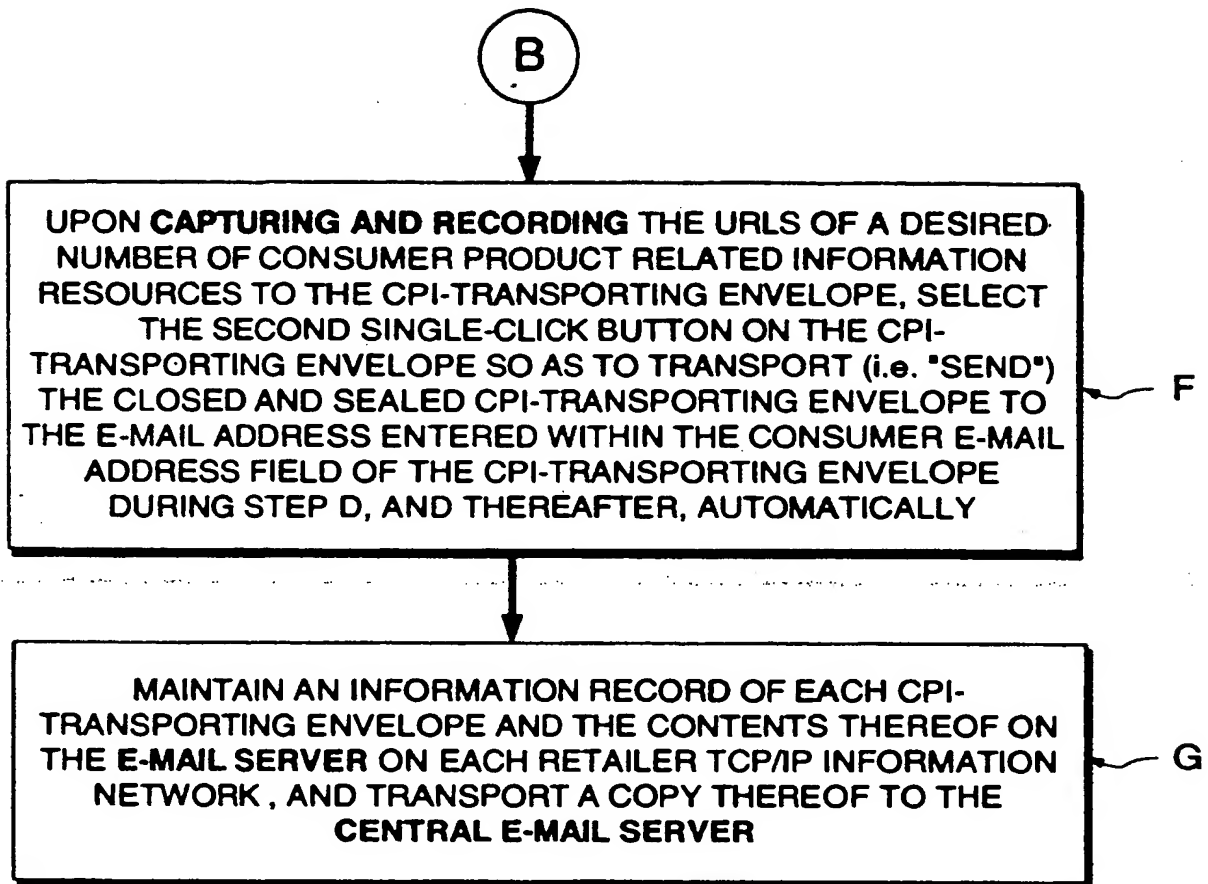 B
UPON CAPTURING AND RECORDING THE URLS OF A DESIRED
NUMBER OF CONSUMER PRODUCT RELATED INFORMATION
RESOURCES TO THE CPI-TRANSPORTING ENVELOPE, SELECT
THE SECOND SINGLE-CLICK BUTTON ON THE CPI-
TRANSPORTING ENVELOPE SO AS TO TRANSPORT (i.e. "SEND")
THE CLOSED AND SEALED CPI-TRANSPORTING ENVELOPE TO
THE E-MAIL ADDRESS ENTERED WITHIN THE CONSUMER E-MAIL
ADDRESS FIELD OF THE CPI-TRANSPORTING ENVELOPE
DURING STEP D, AND THEREAFTER, AUTOMATICALLY
F
MAINTAIN AN INFORMATION RECORD OF EACH CPI-
TRANSPORTING ENVELOPE AND THE CONTENTS THEREOF ON
THE E-MAIL SERVER ON EACH RETAILER TCP/IP INFORMATION
NETWORK , AND TRANSPORT A COPY THEREOF TO THE
CENTRAL E-MAIL SERVER
G